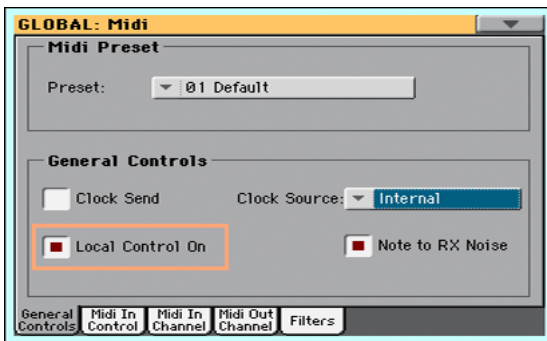 GLOBAL: Midi
Midi Preset
Preset: 01 Default
General Controls
Clock Send Clock Source: Internal
Local Control On Note to RX Noise
General Controls Midi In Control Midi In Channel Midi Out Channel Filters